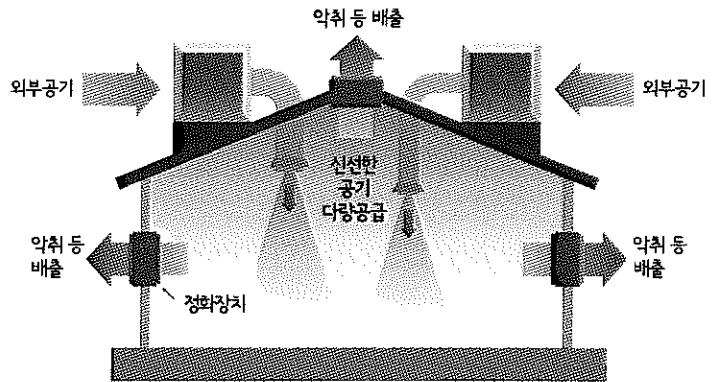 악취 등 배출
외부공기
외부공기
신선한
공기
다량공급
악취 등
배출
악취 등
배출
정화장치